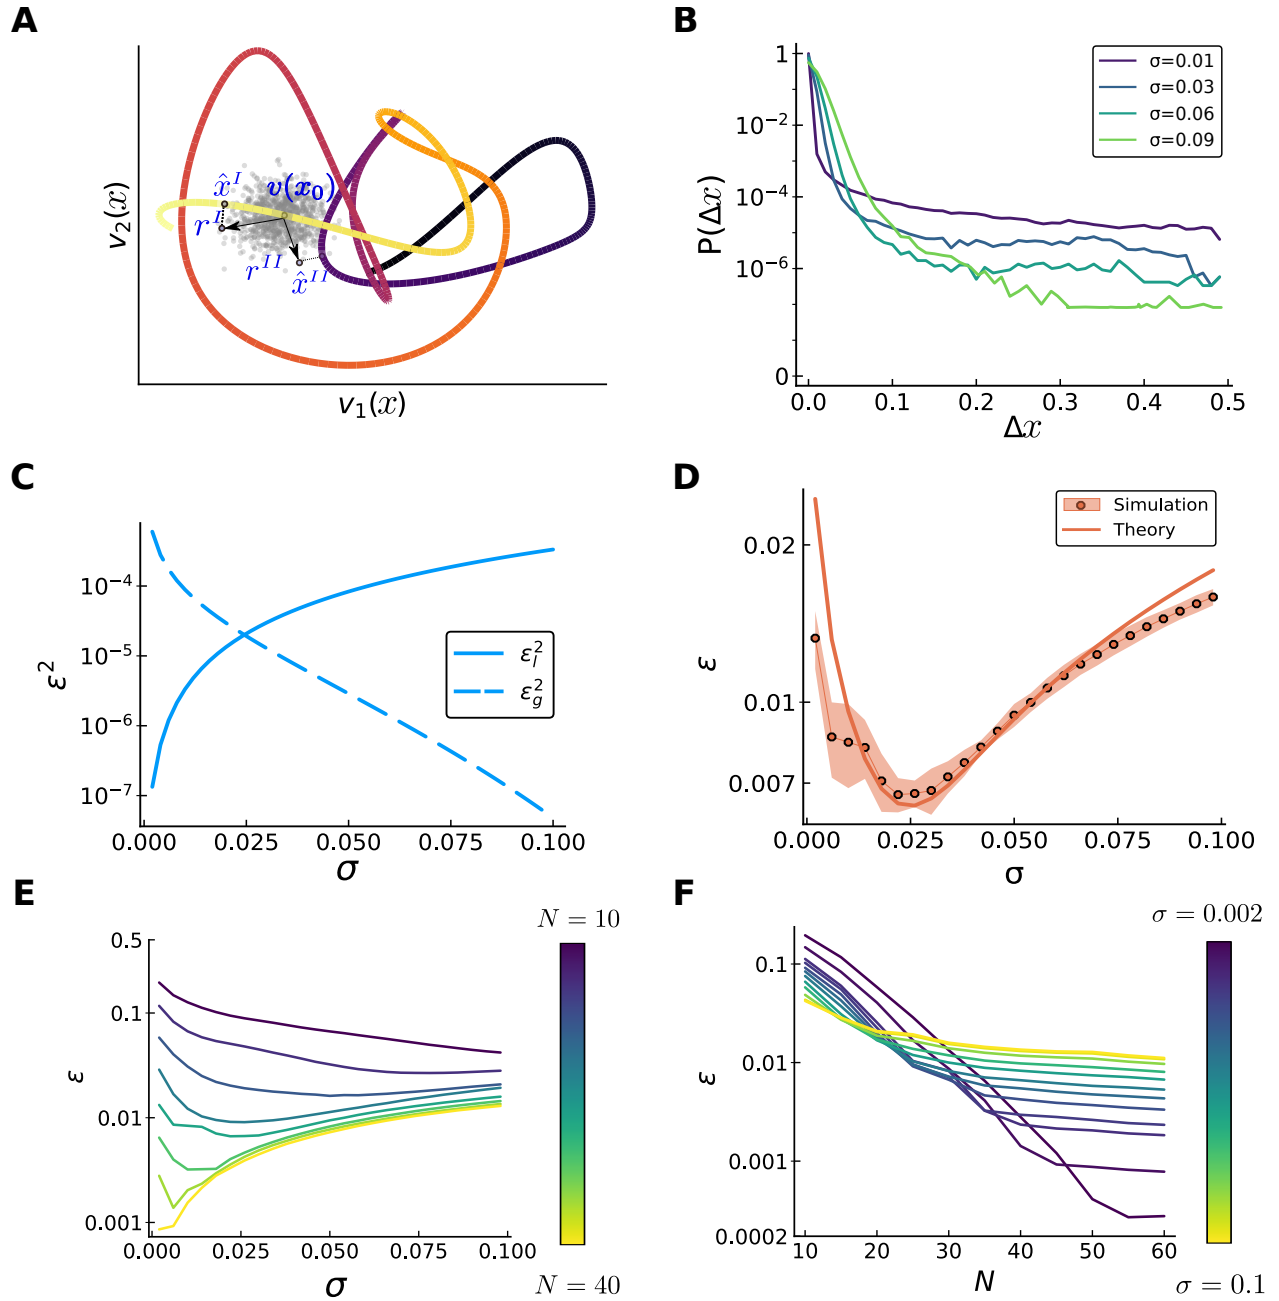 A
v₂(x)
v₁(x)
x̂ᴵ
v(x₀)
rᴵ
rᴵᴵ
x̂ᴵᴵ
B
P(Δx)
1
10⁻²
10⁻⁴
10⁻⁶
0
σ=0.01
σ=0.03
σ=0.06
σ=0.09
0.0 0.1 0.2 0.3 0.4 0.5
Δx
C
ε²
10⁻⁴
10⁻⁵
10⁻⁶
10⁻⁷
ε_l²
ε_g²
0.000 0.025 0.050 0.075 0.100
σ
D
ε
0.02
0.01
0.007
Simulation
Theory
0.000 0.025 0.050 0.075 0.100
σ
E
ε
0.5
0.1
0.01
0.001
0.000 0.025 0.050 0.075 0.100
σ
N = 10
N = 40
F
ε
0.1
0.01
0.001
0.0002
10 20 30 40 50 60
N
σ = 0.002
σ = 0.1